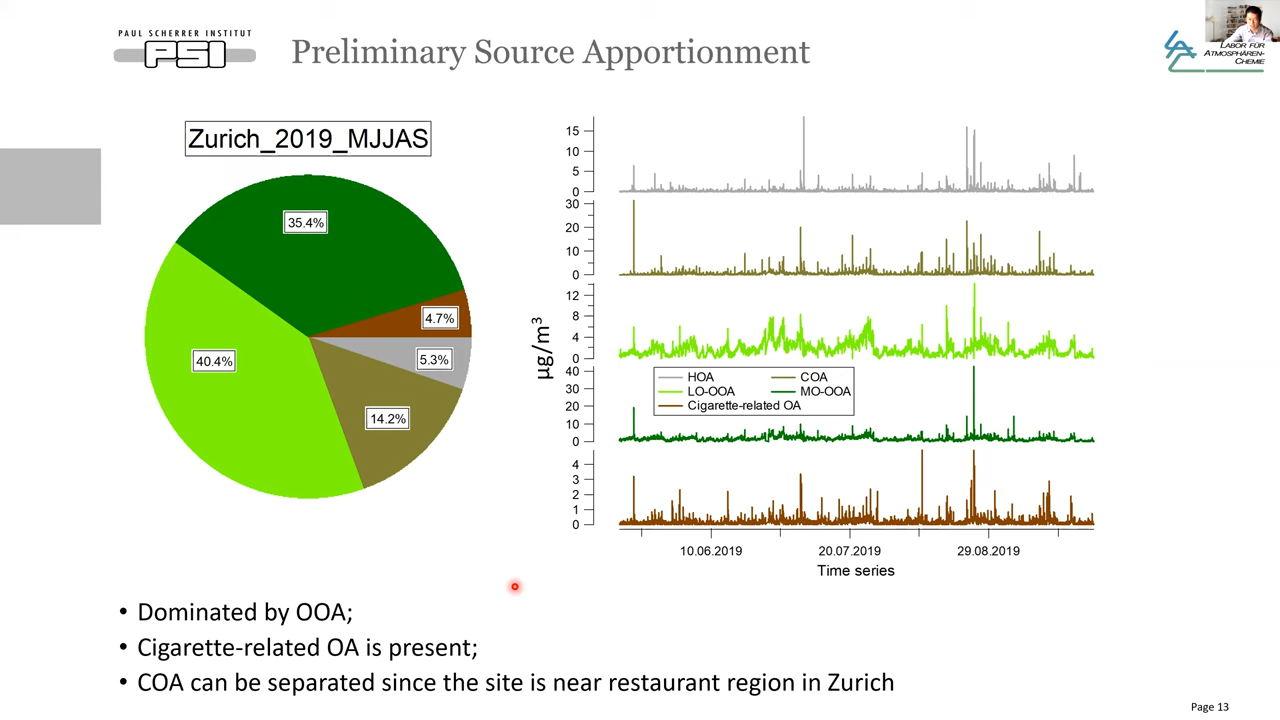 PAUL SCHERRER INSTITUT
PSI
Preliminary Source Apportionment
LABOR FÜR
ATMOSPHÄREN-
CHEMIE
Zurich_2019_MJJAS
35.4%
4.7%
5.3%
40.4%
14.2%
µg/m³
15
10
5
0
30
20
10
0
12
8
4
0
40
30
20
10
0
4
3
2
1
0
HOA COA
LO-OOA MO-OOA
Cigarette-related OA
10.06.2019 20.07.2019 29.08.2019
Time series
• Dominated by OOA;
• Cigarette-related OA is present;
• COA can be separated since the site is near restaurant region in Zurich
Page 13